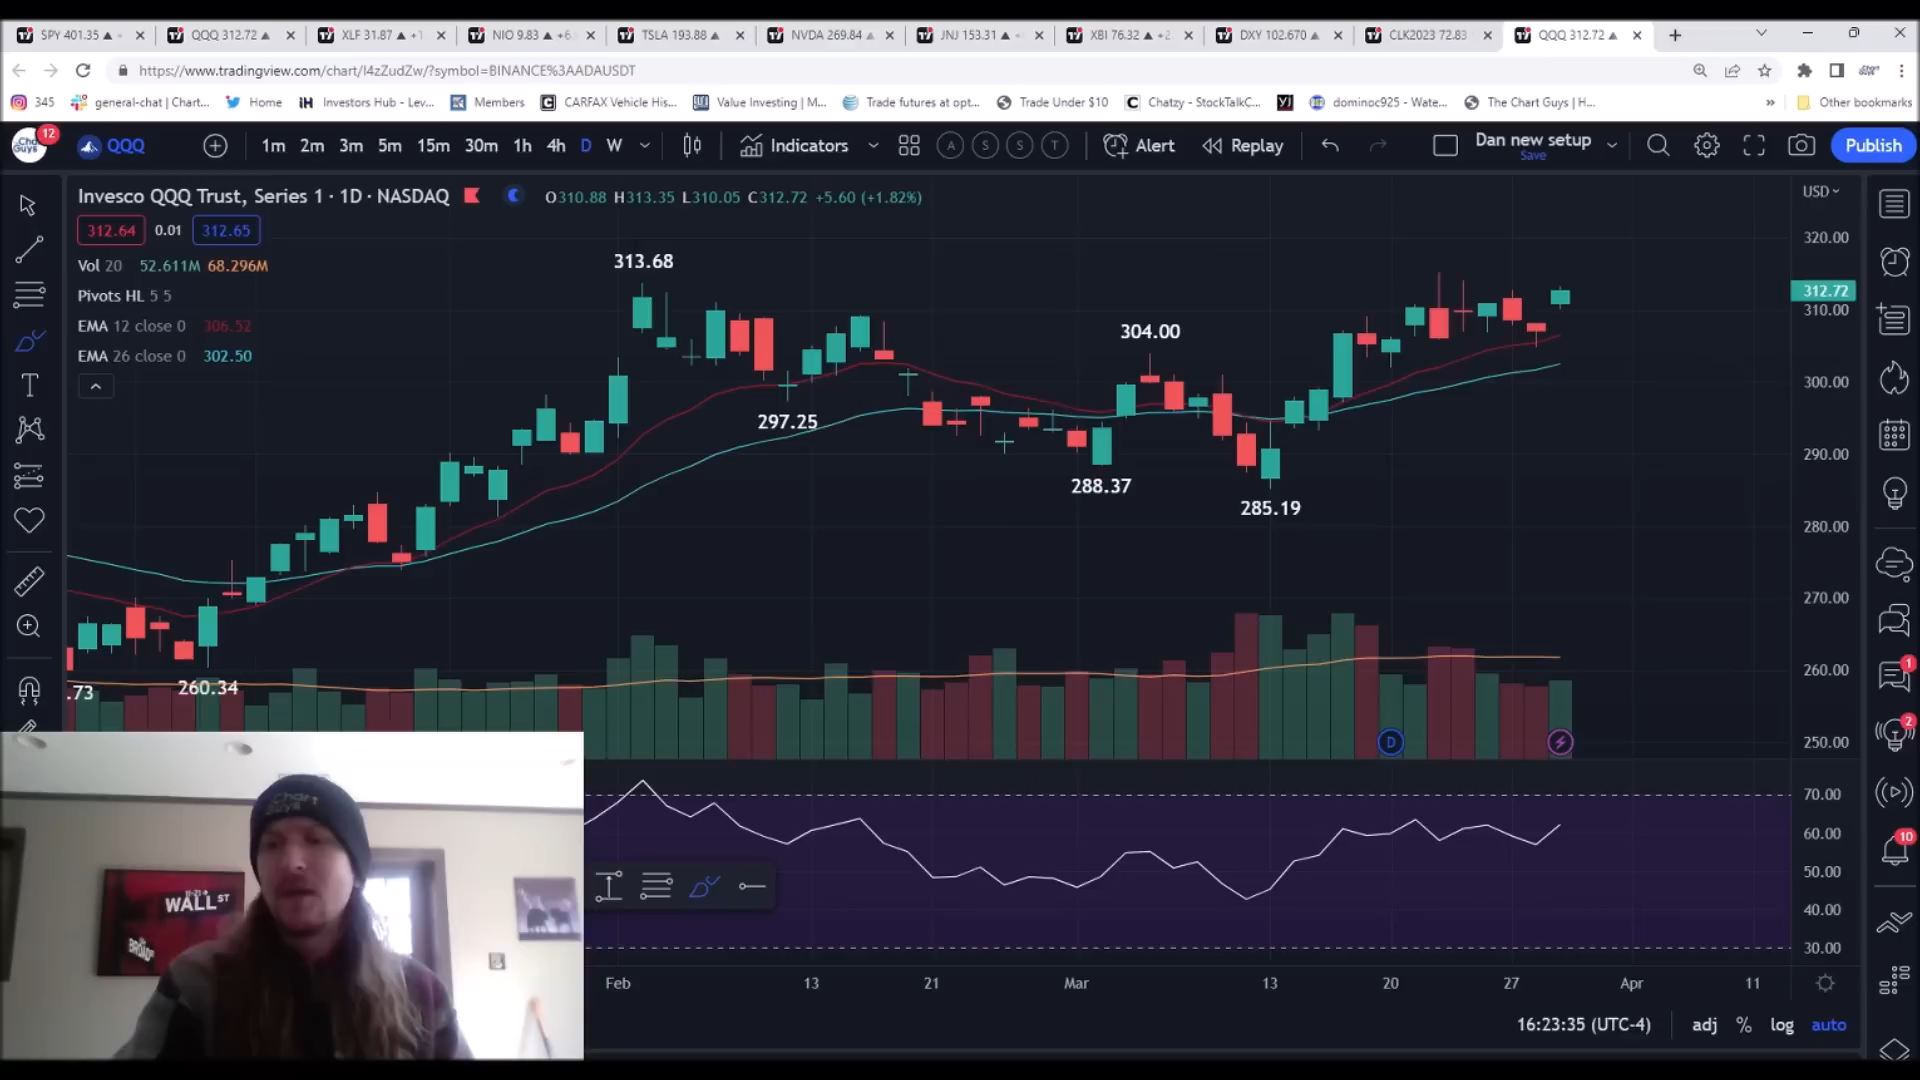 SPY 401.35
QQQ 312.72
XLF 31.87
NIO 9.83
TSLA 193.88
NVDA 269.84
JNJ 153.31
XBI 76.32
DXY 102.670
CLK2023 72.83
QQQ 312.72
https://www.tradingview.com/chart/I4zZudZw/?symbol=BINANCE%3AADAUSDT
345 general-chat | Chart... Home Investors Hub - Lev... Members CARFAX Vehicle His... Value Investing | M... Trade futures at opt... Trade Under $10 Chatzy - StockTalkC... dominoc925 - Wate... The Chart Guys | H... » Other bookmarks
12 QQQ 1m 2m 3m 5m 15m 30m 1h 4h D W Indicators A S S T Alert Replay Dan new setup Publish
Save
Invesco QQQ Trust, Series 1 · 1D · NASDAQ O310.88 H313.35 L310.05 C312.72 +5.60 (+1.82%)
USD
312.64 0.01 312.65
Vol 20 52.611M 68.296M
Pivots HL 5 5
EMA 12 close 0 306.52
EMA 26 close 0 302.50
313.68
297.25
304.00
288.37
285.19
.73
260.34
320.00
312.72
310.00
300.00
290.00
280.00
270.00
260.00
250.00
D
70.00
60.00
50.00
40.00
30.00
1
2
10
WALL ST
BROAD
Chart
Guys
Feb 13 21 Mar 13 20 27 Apr 11
16:23:35 (UTC-4) adj % log auto